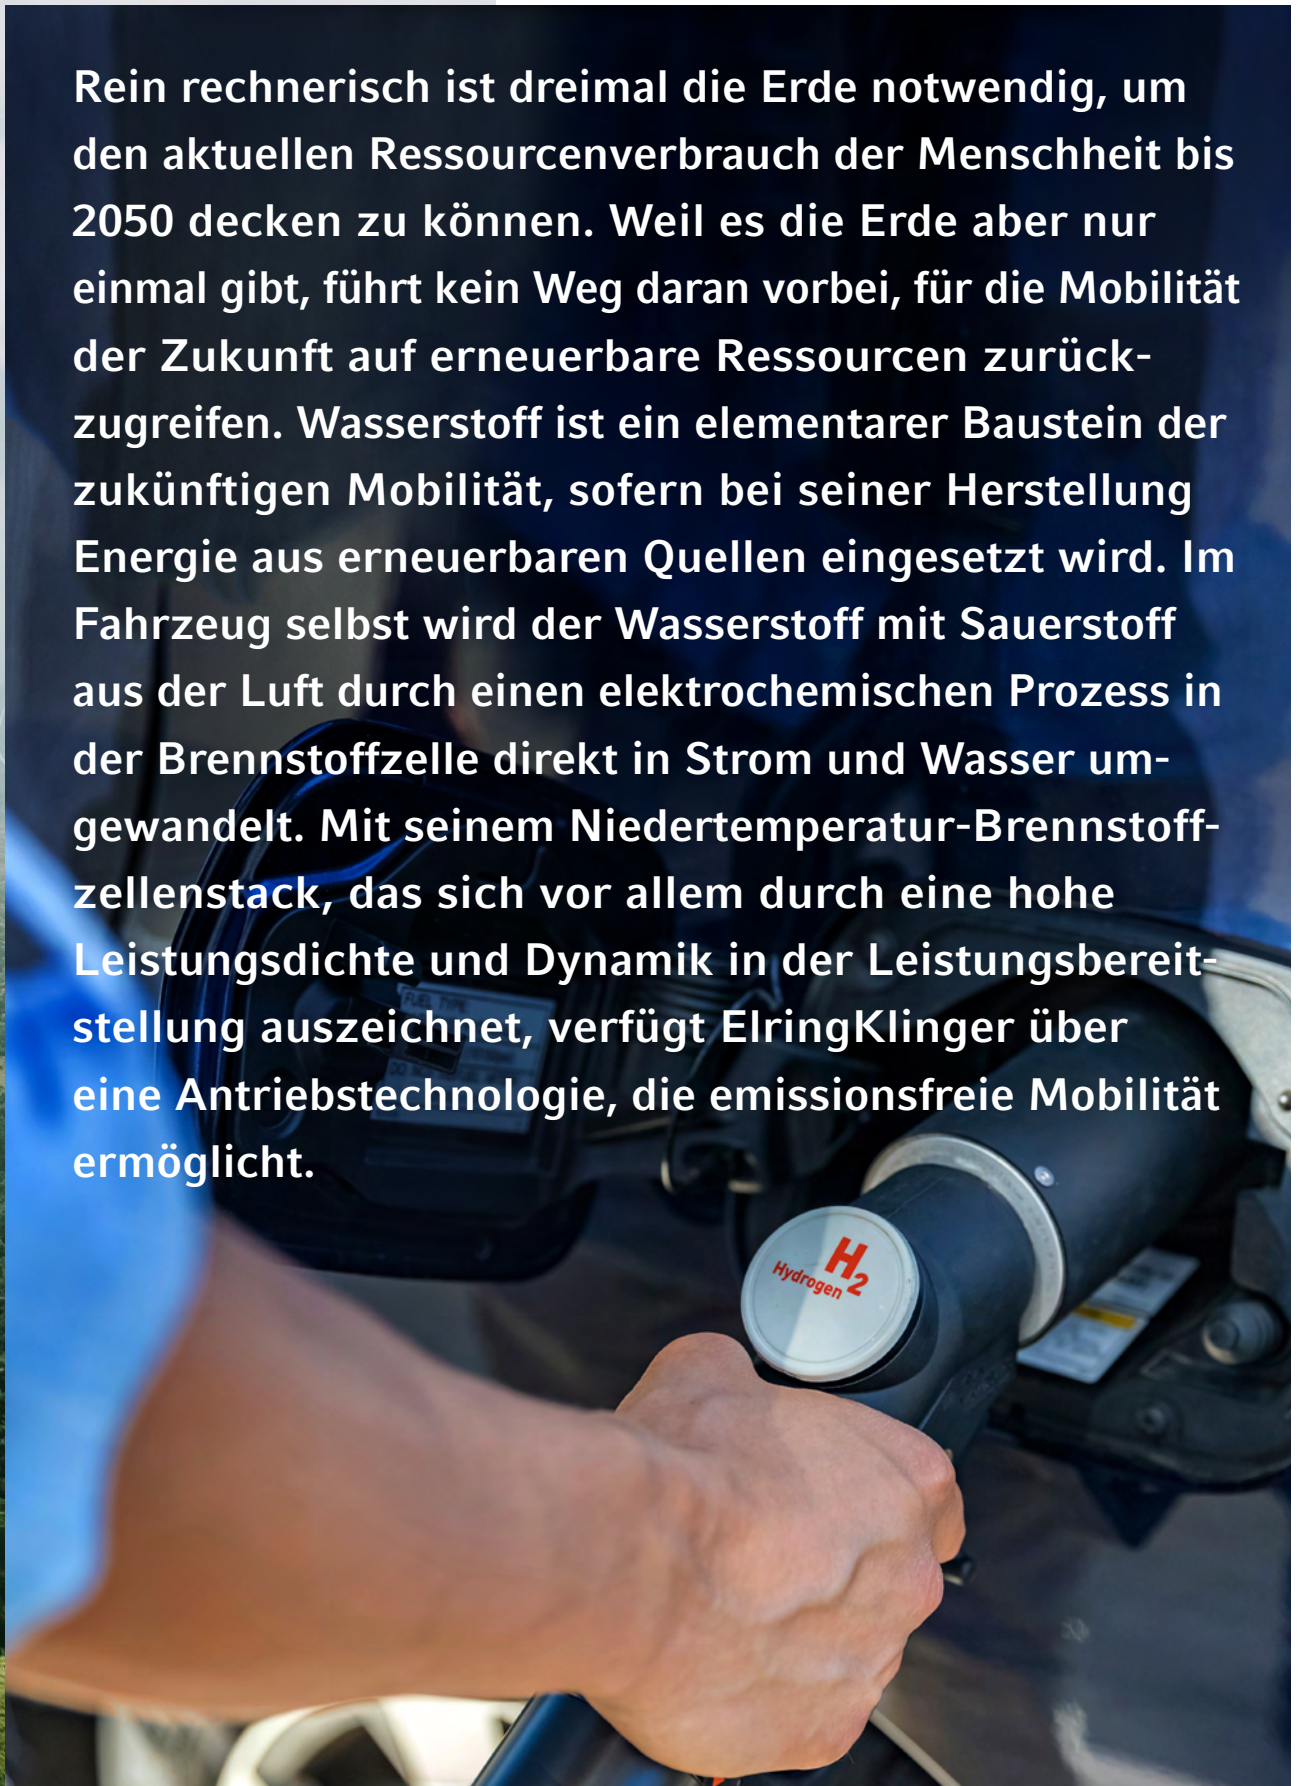 Rein rechnerisch ist dreimal die Erde notwendig, um
den aktuellen Ressourcenverbrauch der Menschheit bis
2050 decken zu können. Weil es die Erde aber nur
einmal gibt, führt kein Weg daran vorbei, für die Mobilität
der Zukunft auf erneuerbare Ressourcen zurück-
zugreifen. Wasserstoff ist ein elementarer Baustein der
zukünftigen Mobilität, sofern bei seiner Herstellung
Energie aus erneuerbaren Quellen eingesetzt wird. Im
Fahrzeug selbst wird der Wasserstoff mit Sauerstoff
aus der Luft durch einen elektrochemischen Prozess in
der Brennstoffzelle direkt in Strom und Wasser um-
gewandelt. Mit seinem Niedertemperatur-Brennstoff-
zellenstack, das sich vor allem durch eine hohe
Leistungsdichte und Dynamik in der Leistungsbereit-
stellung auszeichnet, verfügt ElringKlinger über
eine Antriebstechnologie, die emissionsfreie Mobilität
ermöglicht.
FUEL TYPE
H2
Hydrogen